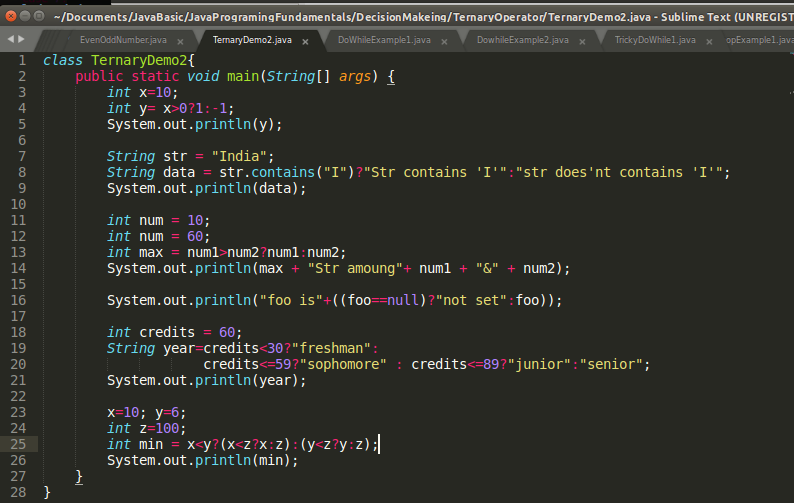 ~/Documents/JavaBasic/JavaProgramingFundamentals/DecisionMakeing/TernaryOperator/TernaryDemo2.java - Sublime Text (UNREGIST
EvenOddNumber.java × TernaryDemo2.java × DoWhileExample1.java × DowhileExample2.java × TrickyDoWhile1.java × opExample1.java
1 class TernaryDemo2{
2 public static void main(String[] args) {
3 int x=10;
4 int y= x>0?1:-1;
5 System.out.println(y);
6
7 String str = "India";
8 String data = str.contains("I")?"Str contains 'I'":"str does'nt contains 'I'";
9 System.out.println(data);
10
11 int num = 10;
12 int num = 60;
13 int max = num1>num2?num1:num2;
14 System.out.println(max + "Str amoung"+ num1 + "&" + num2);
15
16 System.out.println("foo is"+((foo==null)?"not set":foo));
17
18 int credits = 60;
19 String year=credits<30?"freshman":
20 credits<=59?"sophomore" : credits<=89?"junior":"senior";
21 System.out.println(year);
22
23 x=10; y=6;
24 int z=100;
25 int min = x<y?(x<z?x:z):(y<z?y:z);
26 System.out.println(min);
27 }
28 }